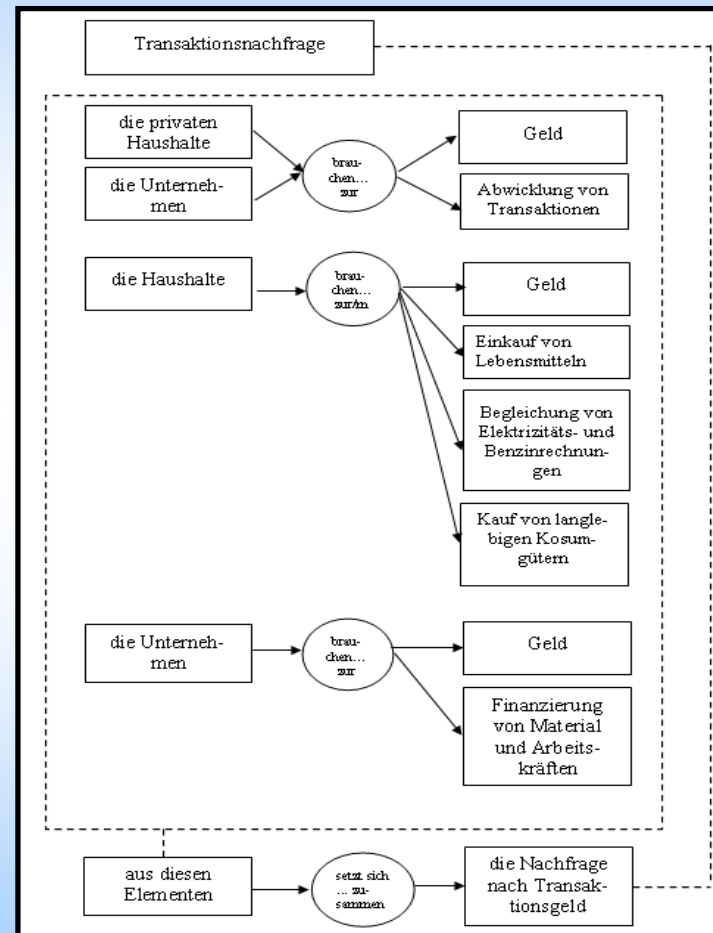 Transaktionsnachfrage
die privaten
Haushalte
die Unterneh-
men
brau-
chen...
zur
Geld
Abwicklung von
Transaktionen
die Haushalte
brau-
chen...
zur/m
Geld
Einkauf von
Lebensmitteln
Begleichung von
Elektrizitäts- und
Benzinrechnun-
gen
Kauf von langle-
bigen Kosum-
gütern
die Unterneh-
men
brau-
chen...
zur
Geld
Finanzierung
von Material
und Arbeits-
kräften
aus diesen
Elementen
setzt sich
... zu-
sammen
die Nachfrage
nach Transak-
tionsgeld